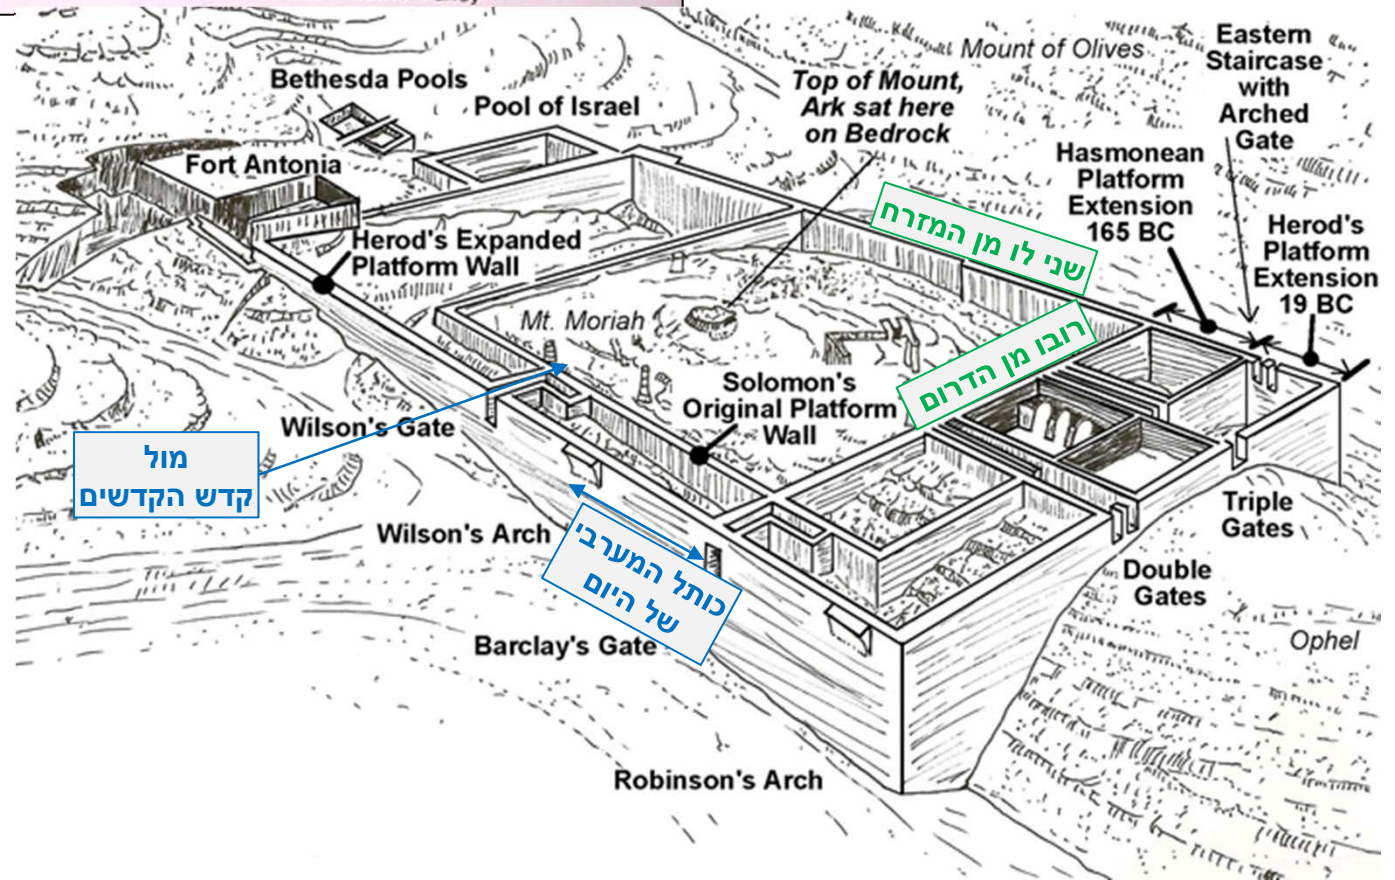 Mount of Olives
Eastern
Staircase
with
Arched
Gate
Bethesda Pools
Pool of Israel
Top of Mount,
Ark sat here
on Bedrock
Fort Antonia
Hasmonean
Platform
Extension
165 BC
Herod's
Platform
Extension
19 BC
שני לו מן המזרח
Herod's Expanded
Platform Wall
Mt. Moriah
רובו מן הדרום
Solomon's
Original Platform
Wall
Wilson's Gate
מול
קדש הקדשים
Wilson's Arch
כותל המערבי
של היום
Triple
Gates
Double
Gates
Ophel
Barclay's Gate
Robinson's Arch